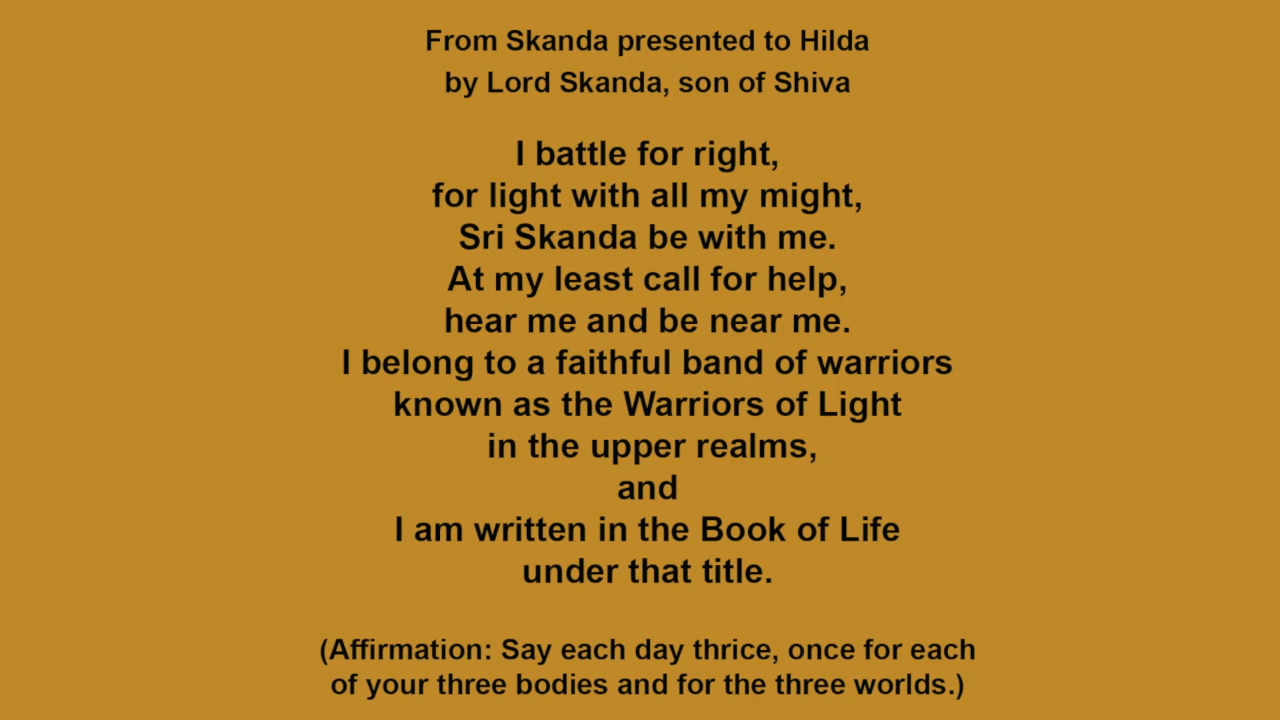 From Skanda presented to Hilda
by Lord Skanda, son of Shiva
I battle for right,
for light with all my might,
Sri Skanda be with me.
At my least call for help,
hear me and be near me.
I belong to a faithful band of warriors
known as the Warriors of Light
in the upper realms,
and
I am written in the Book of Life
under that title.
(Affirmation: Say each day thrice, once for each
of your three bodies and for the three worlds.)